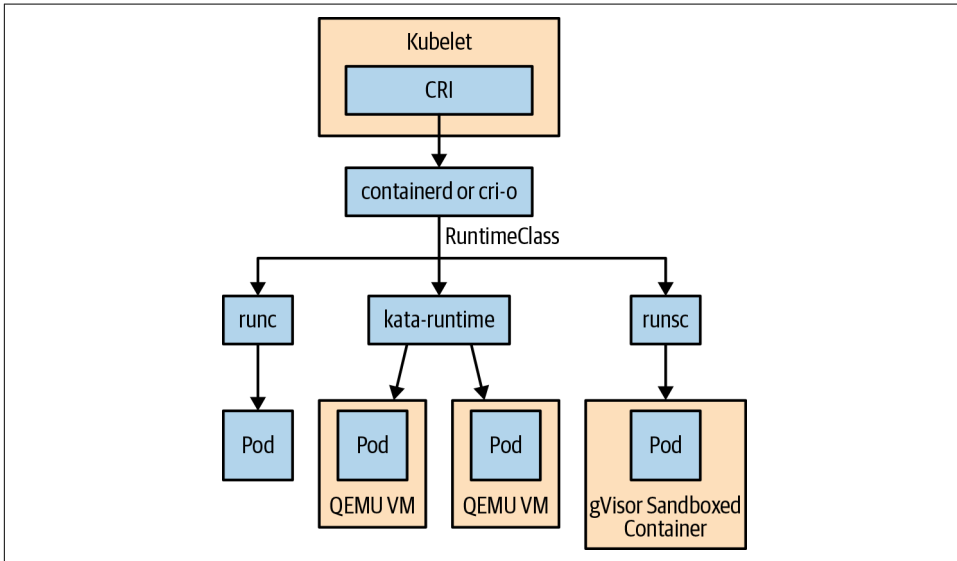 Kubelet
CRI
containerd or cri-o
RuntimeClass
runc
kata-runtime
runsc
Pod
Pod
Pod
Pod
QEMU VM
QEMU VM
gVisor Sandboxed
Container